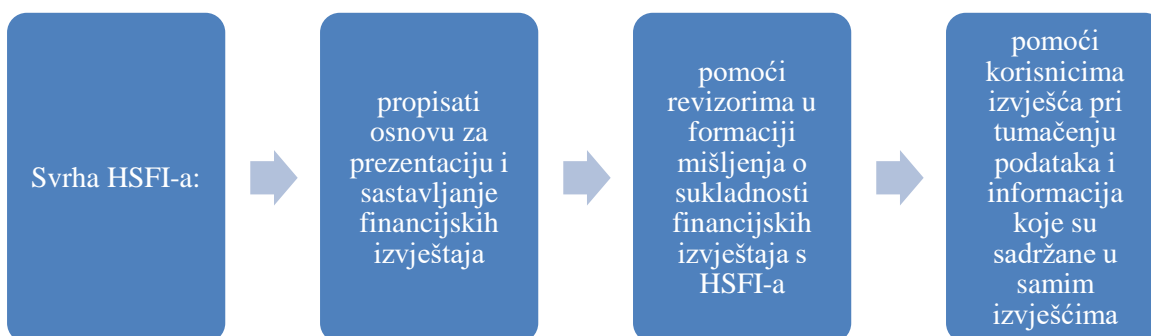 Svrha HSFI-a:
propisati
osnovu za
prezentaciju i
sastavljanje
financijskih
izvještaja
pomoći
revizorima u
formaciji
mišljenja o
sukladnosti
financijskih
izvještaja s
HSFI-a
pomoći
korisnicima
izvješća pri
tumačenju
podataka i
informacija
koje su
sadržane u
samim
izvješćima